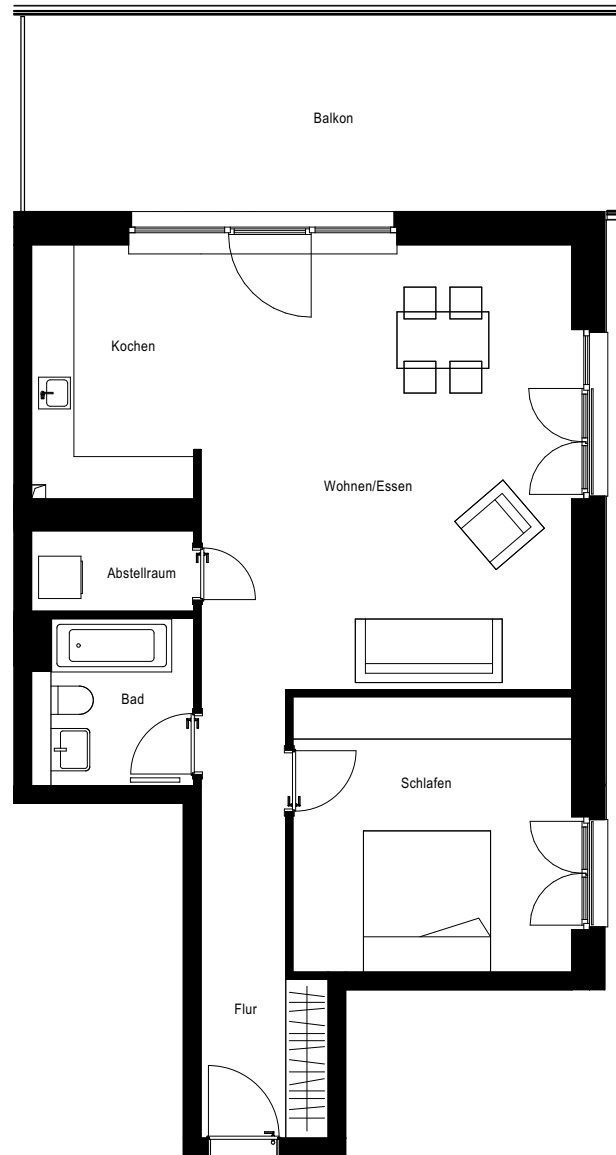 Balkon
Kochen
Wohnen/Essen
Abstellraum
Bad
Schlafen
Flur